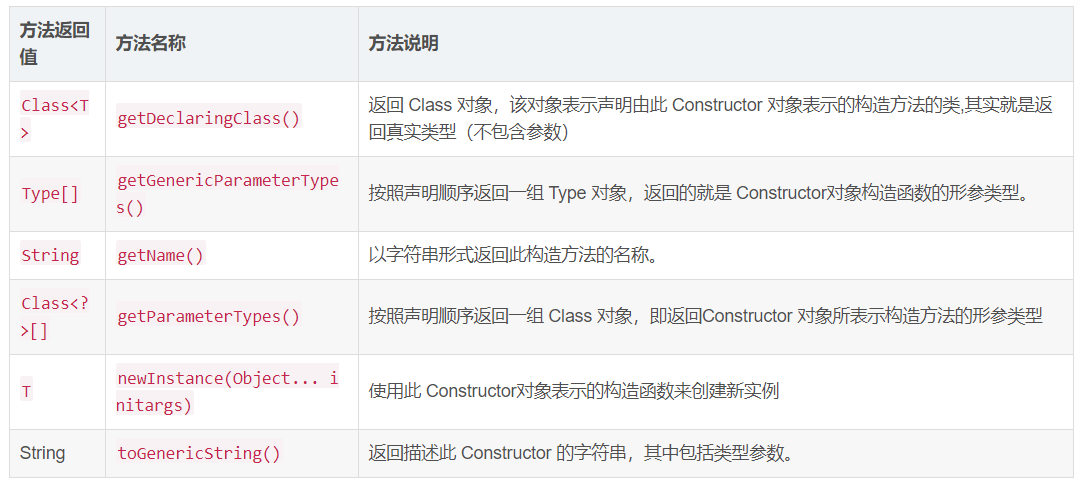 方法返回
值
方法名称
方法说明
Class<T
>
getDeclaringClass()
返回 Class 对象，该对象表示声明由此 Constructor 对象表示的构造方法的类,其实就是返
回真实类型（不包含参数）
Type[]
getGenericParameterType
s()
按照声明顺序返回一组 Type 对象，返回的就是 Constructor对象构造函数的形参类型。
String
getName()
以字符串形式返回此构造方法的名称。
Class<?
>[]
getParameterTypes()
按照声明顺序返回一组 Class 对象，即返回Constructor 对象所表示构造方法的形参类型
T
newInstance(Object... i
nitargs)
使用此 Constructor对象表示的构造函数来创建新实例
String
toGenericString()
返回描述此 Constructor 的字符串，其中包括类型参数。